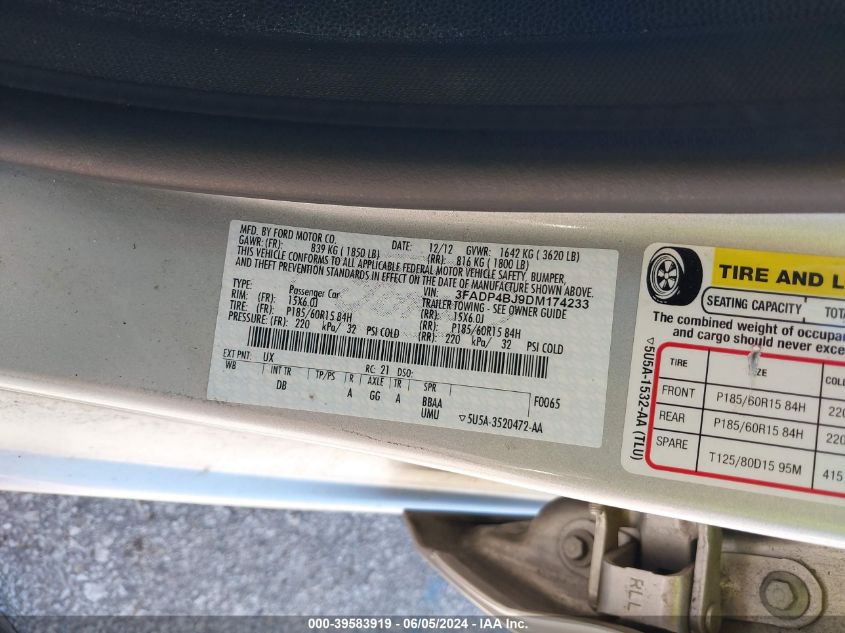 MFD. BY FORD MOTOR CO.
DATE: 12/12 GVWR: 1642 KG ( 3620 LB)
GAWR: (FR): 839 KG ( 1850 LB) (RR): 816 KG ( 1800 LB)
THIS VEHICLE CONFORMS TO ALL APPLICABLE FEDERAL MOTOR VEHICLE SAFETY, BUMPER,
AND THEFT PREVENTION STANDARDS IN EFFECT ON THE DATE OF MANUFACTURE SHOWN ABOVE.
VIN: 3FADP4BJ9DM174233
TYPE: Passenger Car TRAILER TOWING - SEE OWNER GUIDE
RIM: (FR): 15X6.0J (RR): 15X6.0J
TIRE: (FR): P185/60R15 84H (RR): P185/60R15 84H
PRESSURE: (FR): 220 kPa/ 32 PSI COLD (RR): 220 kPa/ 32 PSI COLD
EXT PNT: UX RC: 21 DSO:
WB INT TR TP/PS R AXLE TR SPR F0065
DB A GG A BBAA
UMU ▽5U5A-3520472-AA
TIRE AND L
SEATING CAPACITY TOTA
The combined weight of occupa
and cargo should never exce
TIRE SIZE COL
FRONT P185/60R15 84H 220
REAR P185/60R15 84H 220
SPARE T125/80D15 95M 415
▽5U5A-1532-AA (TLU)
RLL
000-39583919 - 06/05/2024 - IAA Inc.